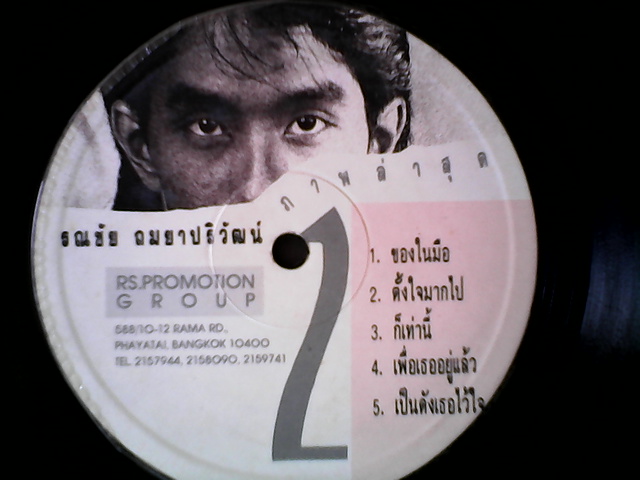 ภาพล่าสุด
รณชัย ถมยาปริวัฒน์
RS.PROMOTION
GROUP
588/10-12 RAMA RD.,
PHAYATAI, BANGKOK 10400
TEL. 2157944, 2158090, 2159741
2
1. ของในมือ
2. ตั้งใจมากไป
3. ก็เท่านี้
4. เพื่อเธออยู่แล้ว
5. เป็นดังเธอไว้ใจ